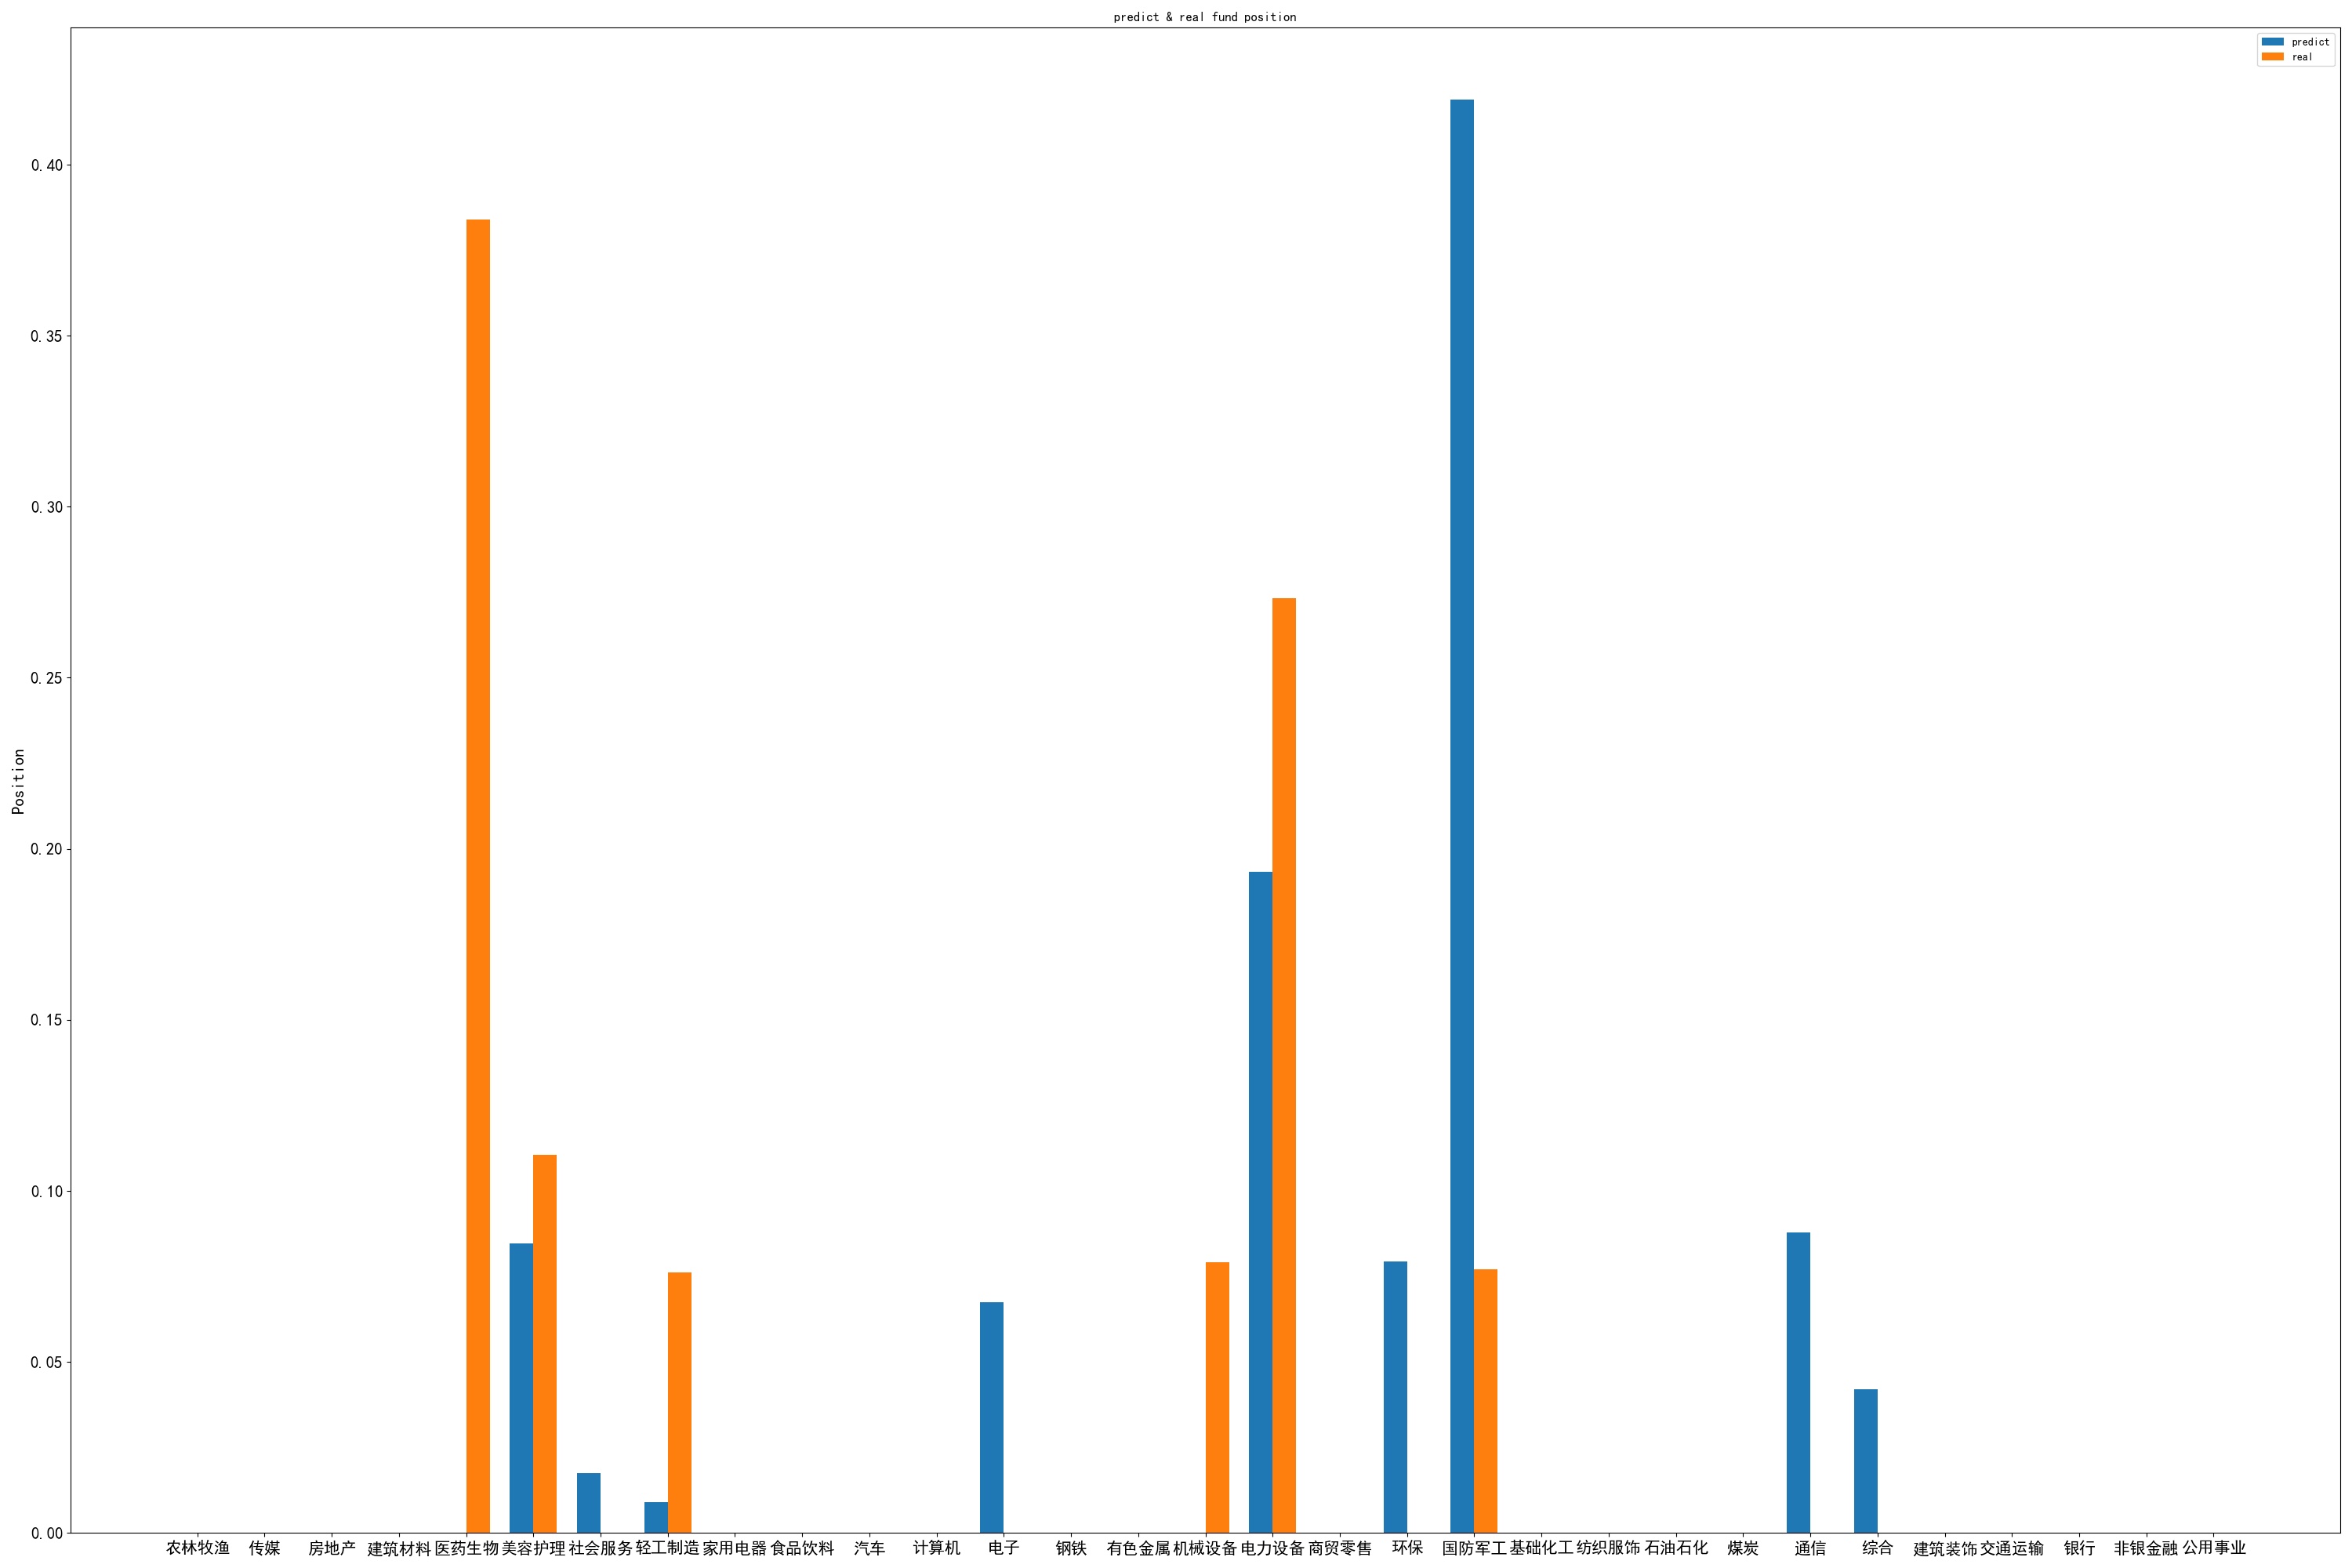 predict & real fund position
predict
real
0.40
0.35
0.30
0.25
0.20
0.15
0.10
0.05
0.00
Position
农林牧渔 传媒 房地产 建筑材料 医药生物 美容护理 社会服务 轻工制造 家用电器 食品饮料 汽车 计算机 电子 钢铁 有色金属 机械设备 电力设备 商贸零售 环保 国防军工 基础化工 纺织服饰 石油石化 煤炭 通信 综合 建筑装饰 交通运输 银行 非银金融 公用事业